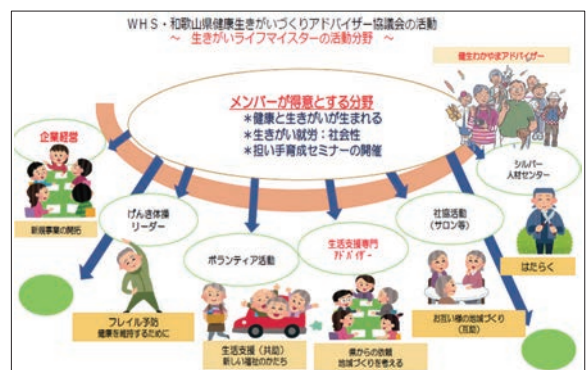 WHS・和歌山県健康生きがいづくりアドバイザー協議会の活動
～ 生きがいライフマイスターの活動分野 ～
健生わかやまアドバイザー
メンバーが得意とする分野
＊健康と生きがいが生まれる
＊生きがい就労：社会性
＊担い手育成セミナーの開催
企業経営
新規事業の開拓
げんき体操
リーダー
フレイル予防
健康を維持するために
ボランティア活動
生活支援（共助）
新しい福祉のかたち
生活支援専門
アドバイザー
県からの依頼
地域づくりを考える
社協活動
（サロン等）
お互い様の地域づくり
（互助）
シルバー
人材センター
はたらく